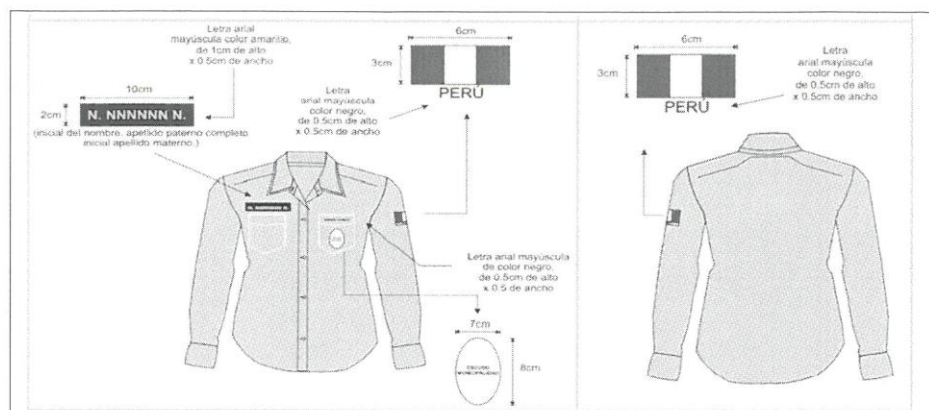 Letra arial
mayúscula color amarillo,
de 1cm de alto
x 0.5cm de ancho
10cm
2cm
N. NNNNNN N.
(inicial del nombre, apellido paterno completo
inicial apellido materno.)
6cm
3cm
PERÚ
Letra
arial mayúscula
color negro,
de 0.5cm de alto
x 0.5cm de ancho
N. NNNNNN N.
Letra arial mayúscula
de color negro,
de 0.5cm de alto
x 0.5 de ancho
7cm
8cm
ESCUDO
MUNICIPALIDAD
6cm
3cm
PERÚ
Letra
arial mayúscula
color negro,
de 0.5cm de alto
x 0.5cm de ancho